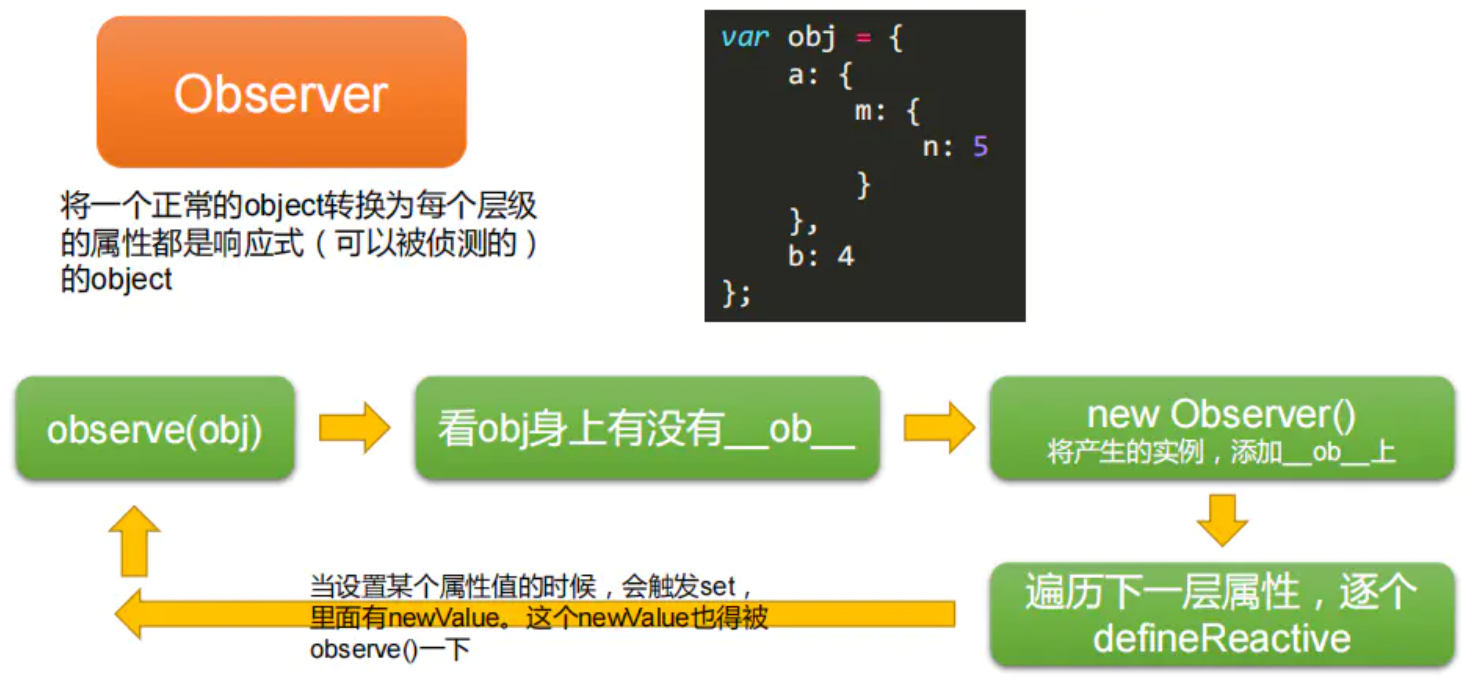 Observer
将一个正常的object转换为每个层级
的属性都是响应式（可以被侦测的）
的object
var obj = {
    a: {
        m: {
            n: 5
        }
    },
    b: 4
};
observe(obj)
看obj身上有没有__ob__
new Observer()
将产生的实例，添加__ob__上
遍历下一层属性，逐个
defineReactive
当设置某个属性值的时候，会触发set，
里面有newValue。这个newValue也得被
observe()一下